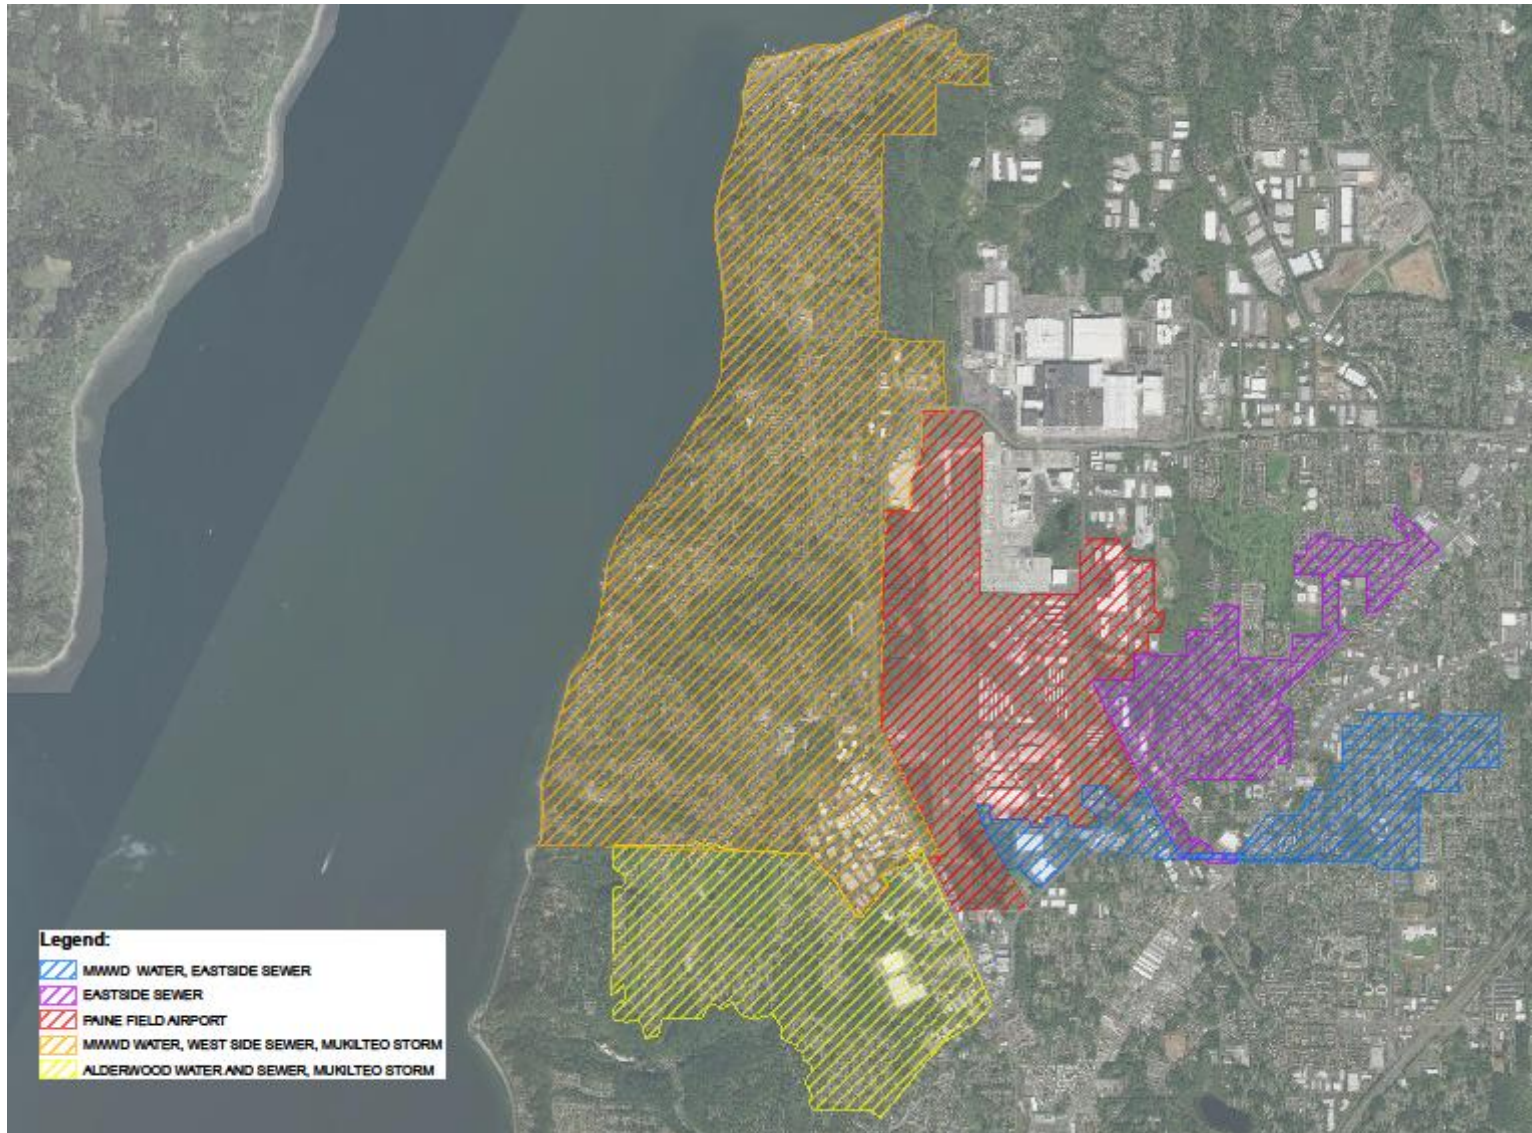 Legend:
MWWD WATER, EASTSIDE SEWER
EASTSIDE SEWER
PAINE FIELD AIRPORT
MWWD WATER, WEST SIDE SEWER, MUKILTEO STORM
ALDERWOOD WATER AND SEWER, MUKILTEO STORM